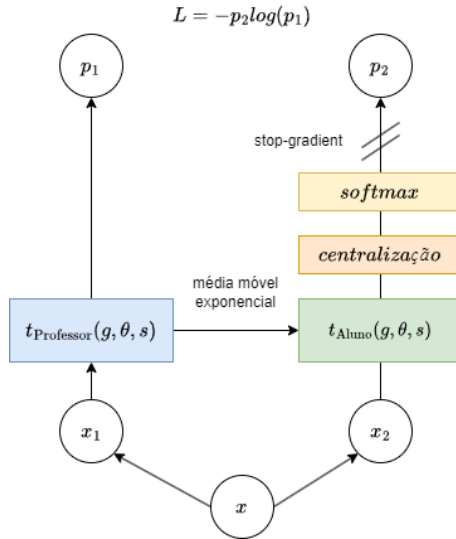 L = −p₂log(p₁)
p₁
p₂
stop-gradient
softmax
centralização
média móvel
exponencial
t_Professor(g, θ, s)
t_Aluno(g, θ, s)
x₁
x₂
x